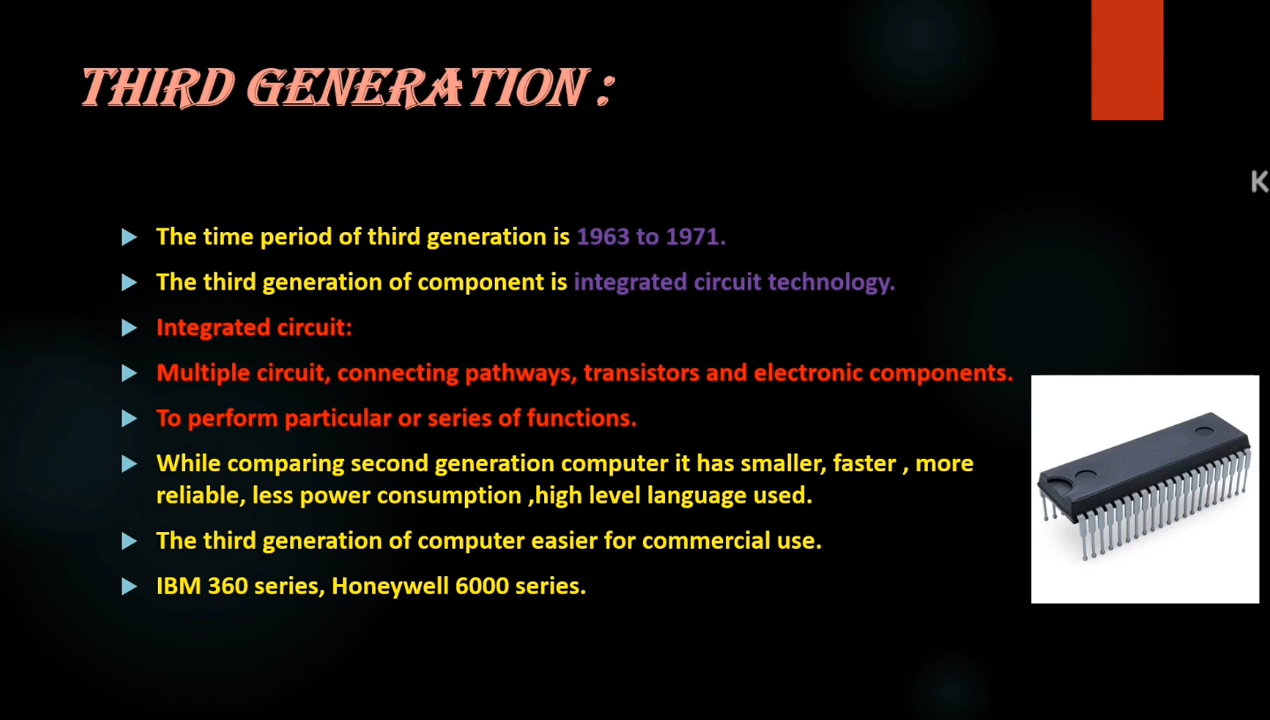 THIRD GENERATION :
K
The time period of third generation is 1963 to 1971.
The third generation of component is integrated circuit technology.
Integrated circuit:
Multiple circuit, connecting pathways, transistors and electronic components.
To perform particular or series of functions.
While comparing second generation computer it has smaller, faster , more
reliable, less power consumption ,high level language used.
The third generation of computer easier for commercial use.
IBM 360 series, Honeywell 6000 series.